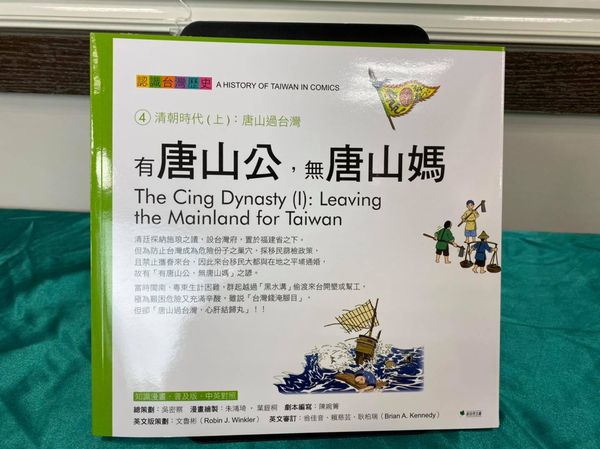 認識台灣歷史 A HISTORY OF TAIWAN IN COMICS
④ 清朝時代(上)：唐山過台灣
有唐山公，無唐山媽
The Cing Dynasty (I): Leaving
the Mainland for Taiwan
清廷採納施琅之議，設台灣府，置於福建省之下。
但為防止台灣成為危險份子之巢穴，採移民篩檢政策，
且禁止攜眷來台，因此來台移民大都與在地之平埔通婚，
故有「有唐山公，無唐山媽」之諺。
當時閩南、粵東生計困難，群起越過「黑水溝」偷渡來台開墾或幫工，
極為艱困危險又充滿辛酸，雖説「台灣錢淹腳目」，
但卻「唐山過台灣，心肝結歸丸」！！
知識漫畫・普及版・中英對照
總策劃：吳密察 漫畫繪製：朱鴻琦・葉銍桐 劇本編寫：陳婉箐
英文版策劃：文魯彬（Robin J. Winkler） 英文審訂：翁佳音、賴慈芸、耿柏瑞（Brian A. Kennedy）